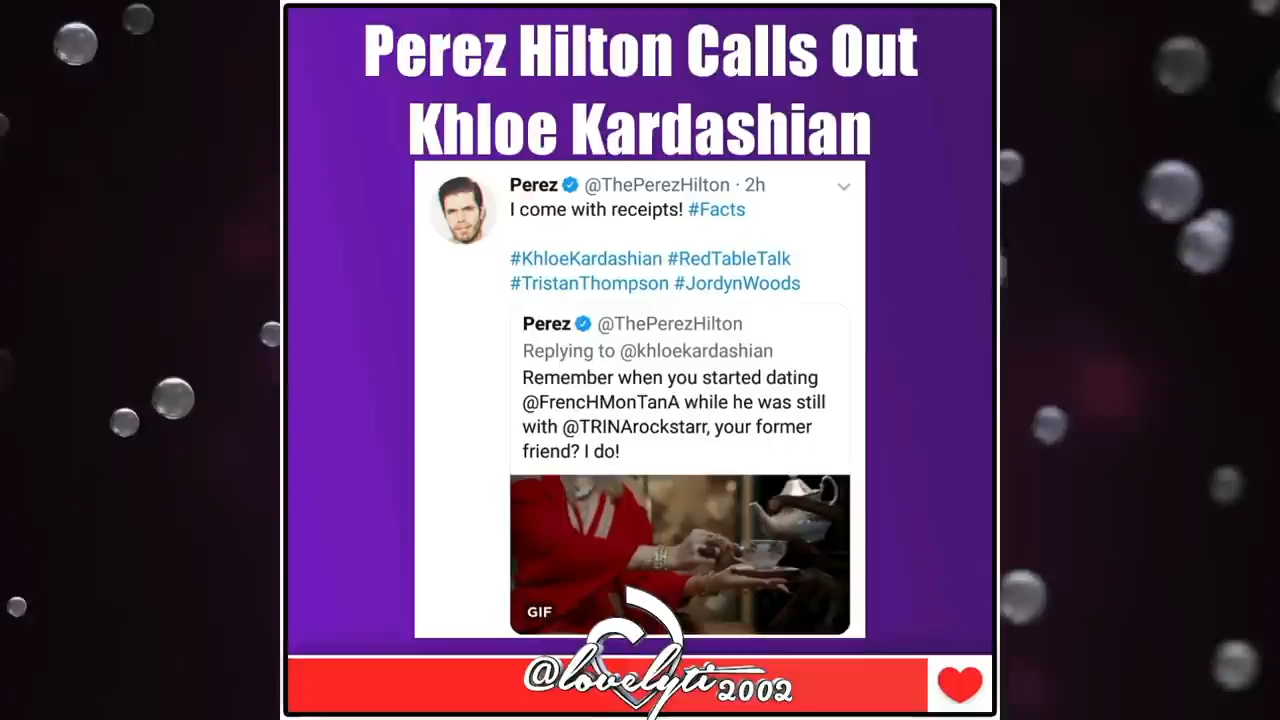 Perez Hilton Calls Out
Khloe Kardashian
Perez @ThePerezHilton · 2h
I come with receipts! #Facts
#KhloeKardashian #RedTableTalk
#TristanThompson #JordynWoods
Perez @ThePerezHilton
Replying to @khloekardashian
Remember when you started dating
@FrencHMonTanA while he was still
with @TRINArockstarr, your former
friend? I do!
GIF
@lovelyti2002